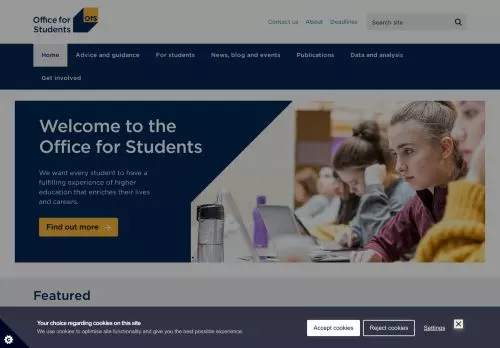 Office for
Students
OfS
Contact us About Deadlines
Search site
Home Advice and guidance For students News, blog and events Publications Data and analysis
Get involved
Welcome to the
Office for Students
We want every student to have a
fulfilling experience of higher
education that enriches their lives
and careers.
Find out more
Featured
Your choice regarding cookies on this site
We use cookies to optimise site functionality and give you the best possible experience.
Accept cookies Reject cookies Settings